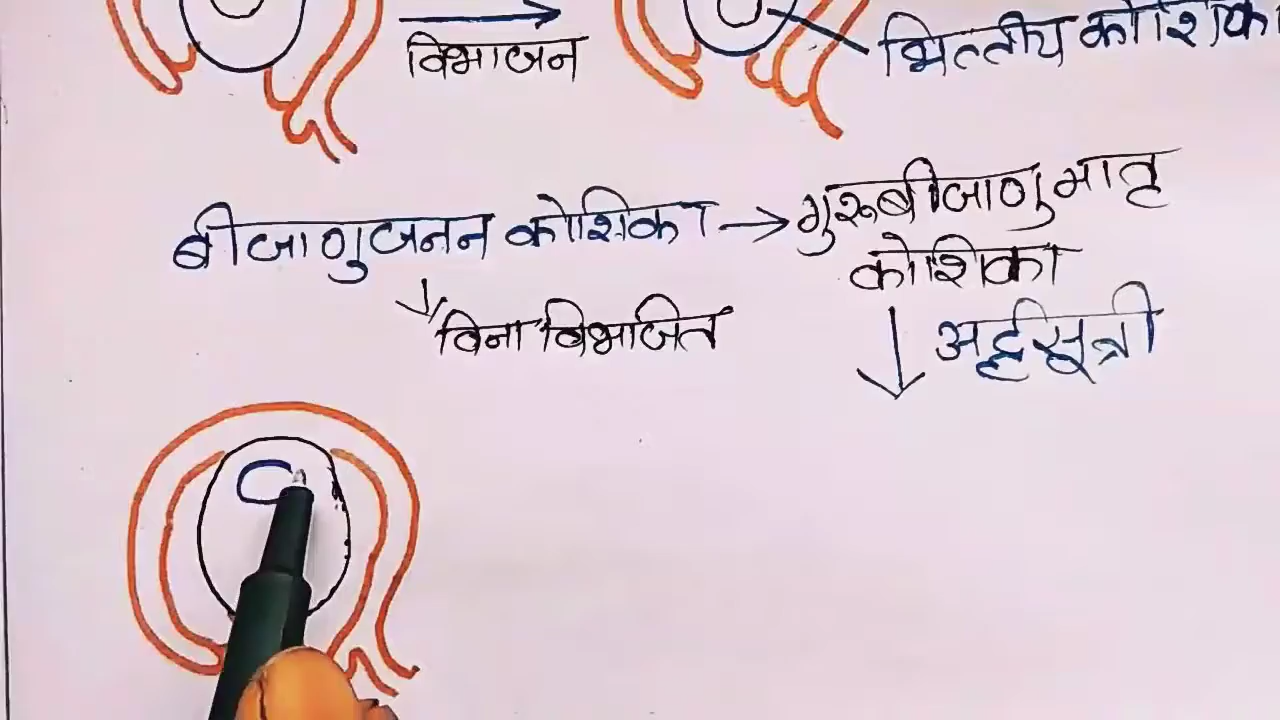 विभाजन
भित्तीय कोशिका
बीजाणुजनन कोशिका → गुरूबीजाणु मातृ
कोशिका
↓ बिना विभाजित
↓ अर्द्धसूत्री